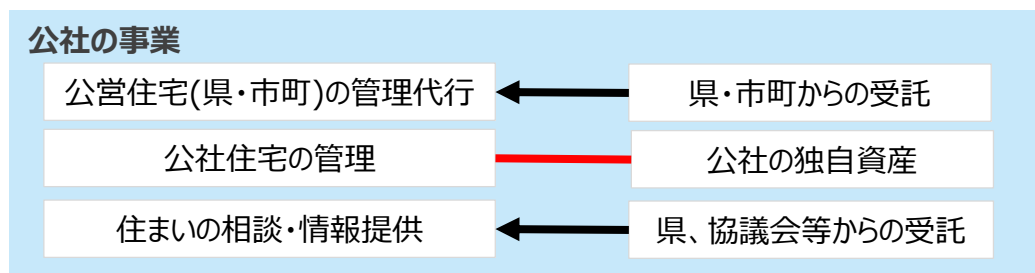 公社の事業
公営住宅(県・市町)の管理代行
県・市町からの受託
公社住宅の管理
公社の独自資産
住まいの相談・情報提供
県、協議会等からの受託